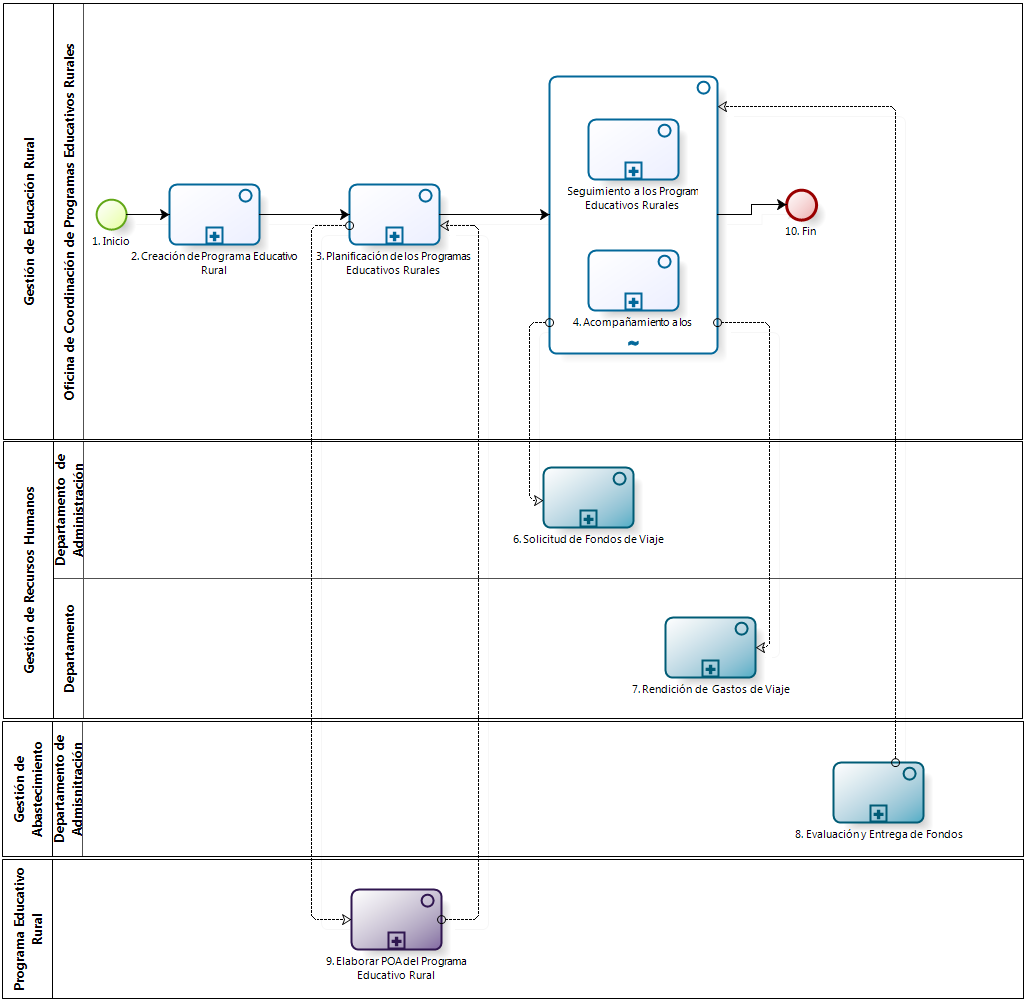 Gestión de Educación Rural
Oficina de Coordinación de Programas Educativos Rurales
1. Inicio
2. Creación de Programa Educativo
Rural
3. Planificación de los Programas
Educativos Rurales
Seguimiento a los Program
Educativos Rurales
4. Acompañamiento a los
10. Fin
Gestión de Recursos Humanos
Departamento de
Administración
6. Solicitud de Fondos de Viaje
Departamento
7. Rendición de Gastos de Viaje
Gestión de
Abastecimiento
Departamento de
Admisnitración
8. Evaluación y Entrega de Fondos
Programa Educativo
Rural
9. Elaborar POA del Programa
Educativo Rural